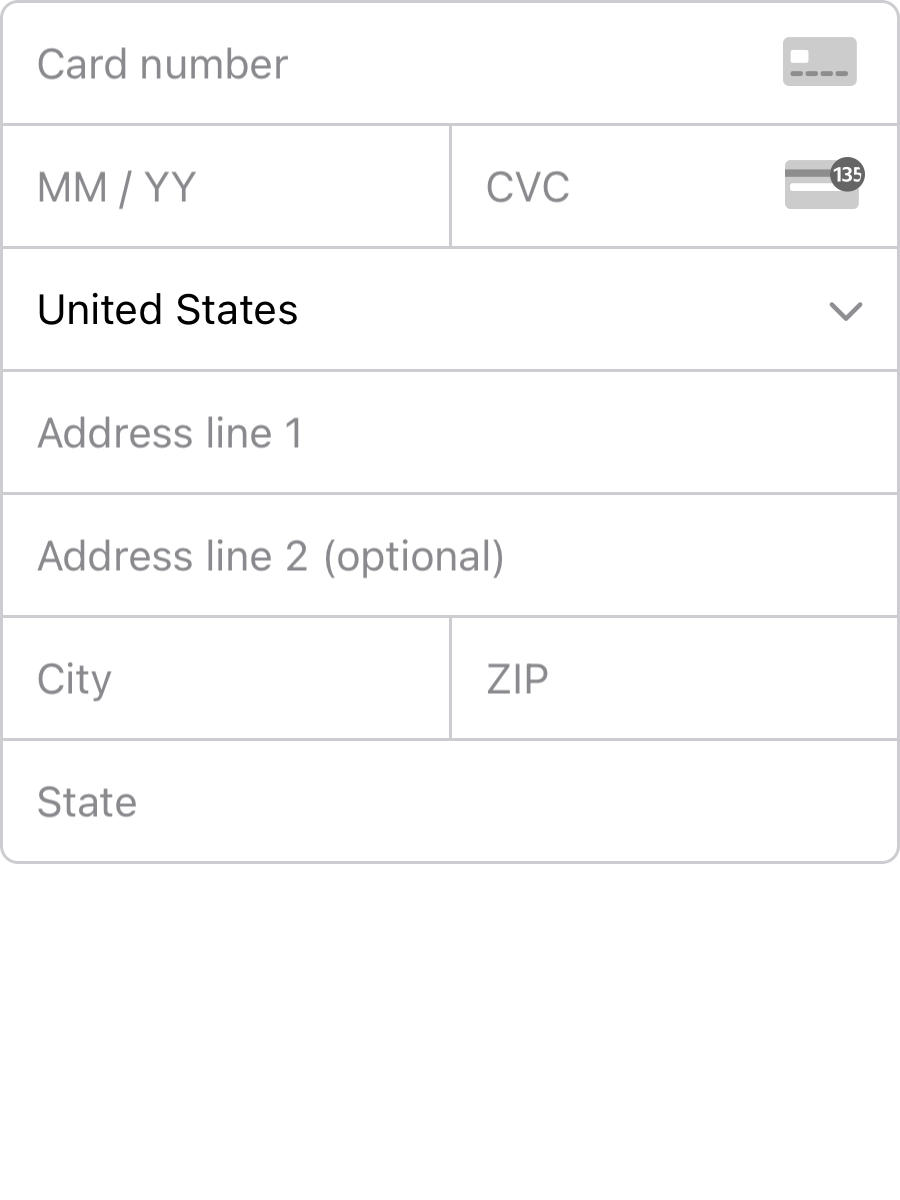 Card number
MM / YY
CVC
135
United States
Address line 1
Address line 2 (optional)
City
ZIP
State